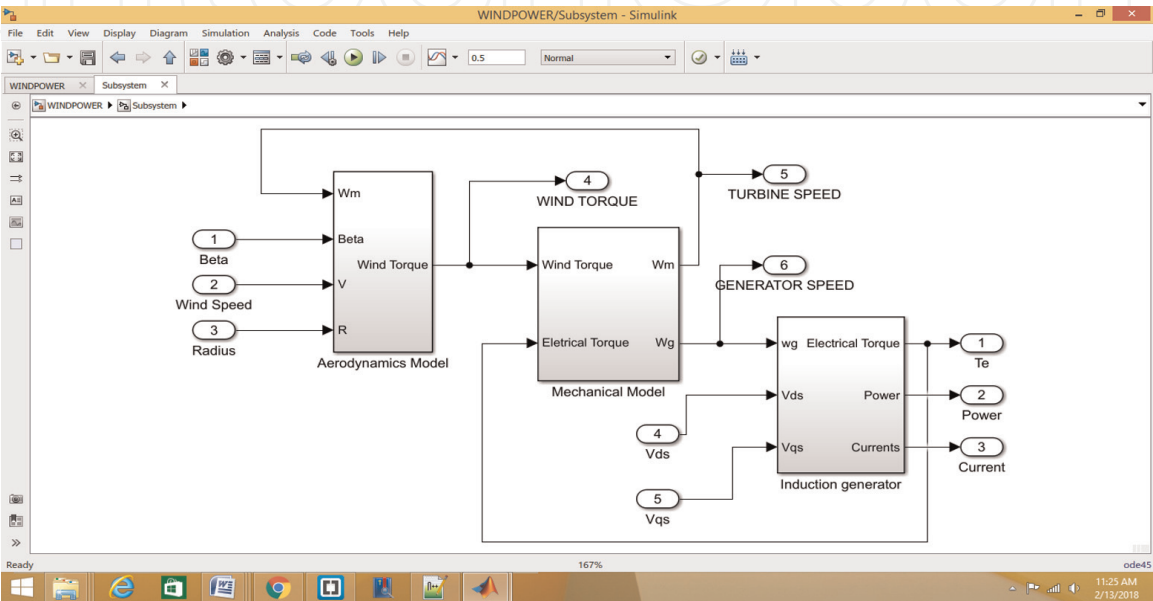 WINDPOWER/Subsystem - Simulink
File Edit View Display Diagram Simulation Analysis Code Tools Help
0.5 Normal
WINDPOWER Subsystem
WINDPOWER Subsystem
Wm
Beta
V
R
Wind Torque
Aerodynamics Model
1
Beta
2
Wind Speed
3
Radius
4
WIND TORQUE
Wind Torque Wm
Eletrical Torque Wg
Mechanical Model
5
TURBINE SPEED
6
GENERATOR SPEED
wg Electrical Torque
Vds Power
Vqs Currents
Induction generator
4
Vds
5
Vqs
1
Te
2
Power
3
Current
Ready 167% ode45
11:25 AM
2/13/2018